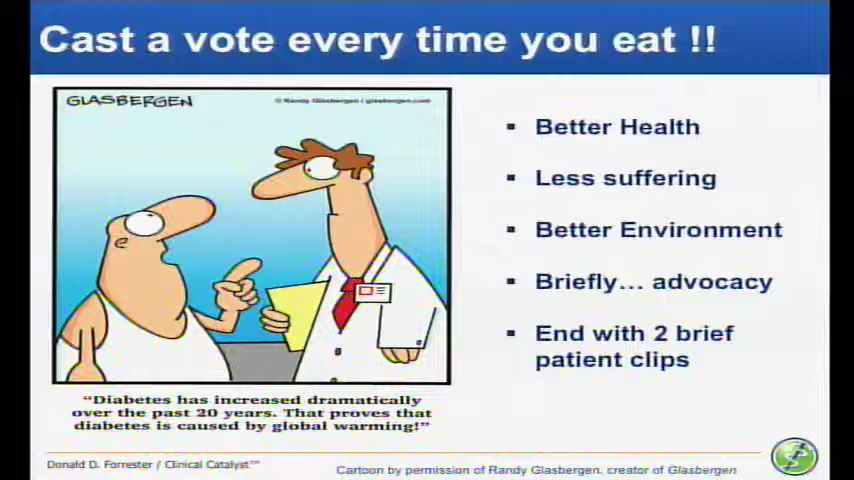 Cast a vote every time you eat !!
GLASBERGEN
© Randy Glasbergen / glasbergen.com
▪ Better Health
▪ Less suffering
▪ Better Environment
▪ Briefly… advocacy
▪ End with 2 brief
patient clips
“Diabetes has increased dramatically
over the past 20 years. That proves that
diabetes is caused by global warming!”
Donald D. Forrester / Clinical Catalyst™
Cartoon by permission of Randy Glasbergen, creator of Glasbergen